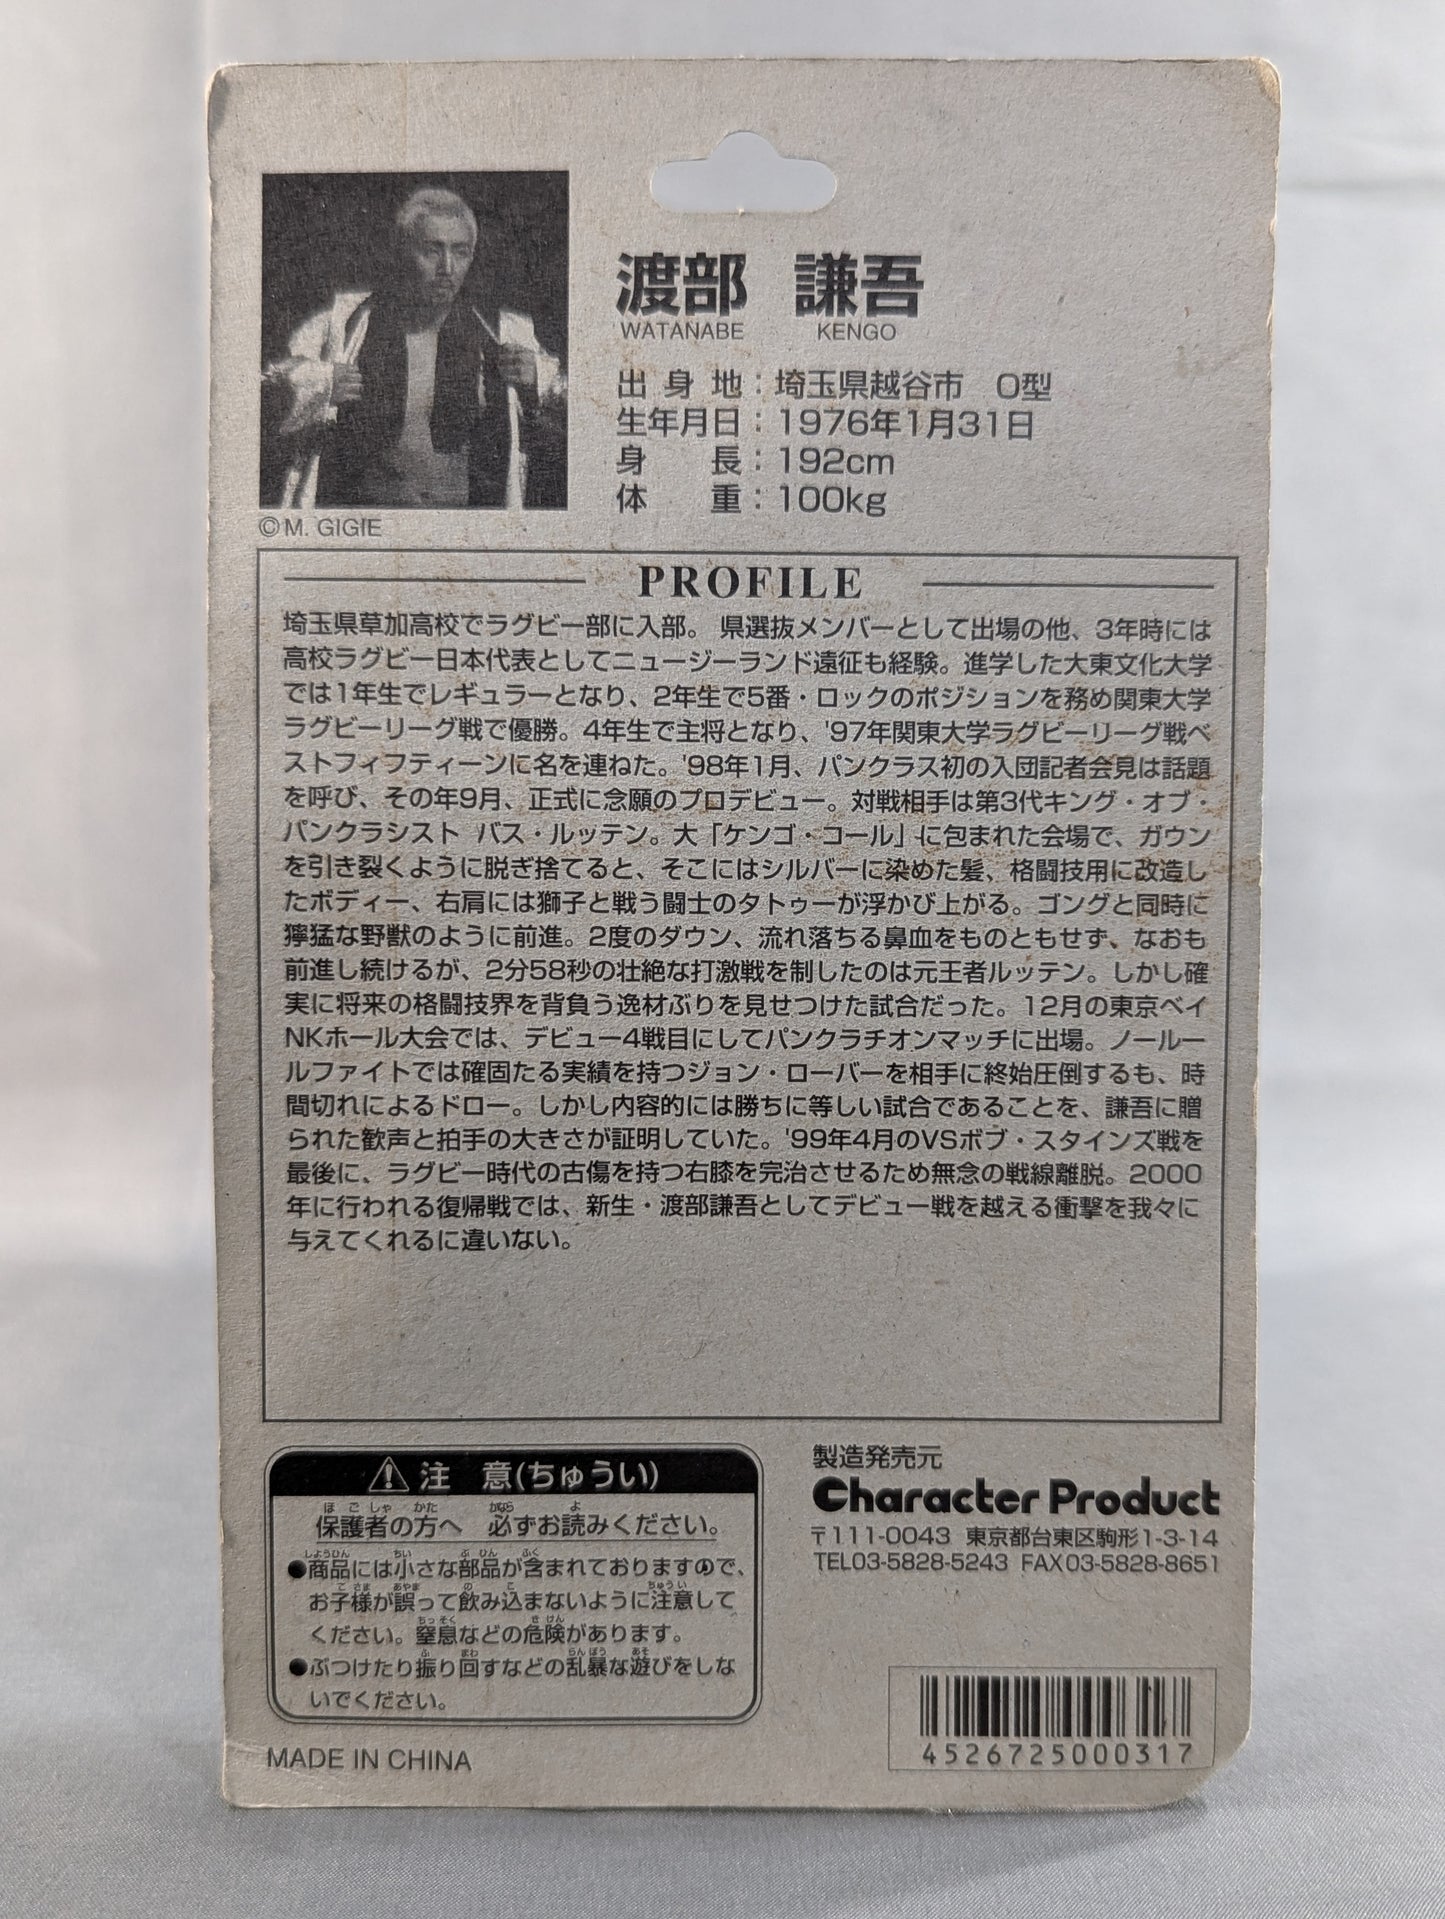 渡部 謙吾
WATANABE KENGO
出身地：埼玉県越谷市 O型
生年月日：1976年1月31日
身長：192cm
体重：100kg
©M. GIGIE
PROFILE
埼玉県草加高校でラグビー部に入部。 県選抜メンバーとして出場の他、3年時には
高校ラグビー日本代表としてニュージーランド遠征も経験。進学した大東文化大学
では1年生でレギュラーとなり、2年生で5番・ロックのポジションを務め関東大学
ラグビーリーグ戦で優勝。4年生で主将となり、'97年関東大学ラグビーリーグ戦ベ
ストフィフティーンに名を連ねた。'98年1月、パンクラス初の入団記者会見は話題
を呼び、その年9月、正式に念願のプロデビュー。対戦相手は第3代キング・オブ・
パンクラシスト バス・ルッテン。大「ケンゴ・コール」に包まれた会場で、ガウン
を引き裂くように脱ぎ捨てると、そこにはシルバーに染めた髪、格闘技用に改造し
たボディー、右肩には獅子と戦う闘士のタトゥーが浮かび上がる。ゴングと同時に
獰猛な野獣のように前進。2度のダウン、流れ落ちる鼻血をものともせず、なおも
前進し続けるが、2分58秒の壮絶な打激戦を制したのは元王者ルッテン。しかし確
実に将来の格闘技界を背負う逸材ぶりを見せつけた試合だった。12月の東京ベイ
NKホール大会では、デビュー4戦目にしてパンクラチオンマッチに出場。ノールー
ルファイトでは確固たる実績を持つジョン・ローバーを相手に終始圧倒するも、時
間切れによるドロー。しかし内容的には勝ちに等しい試合であることを、謙吾に贈
られた歓声と拍手の大きさが証明していた。'99年4月のVSボブ・スタインズ戦を
最後に、ラグビー時代の古傷を持つ右膝を完治させるため無念の戦線離脱。2000
年に行われる復帰戦では、新生・渡部謙吾としてデビュー戦を越える衝撃を我々に
与えてくれるに違いない。
注 意(ちゅうい)
保護者の方へ 必ずお読みください。
●商品には小さな部品が含まれておりますので、
お子様が誤って飲み込まないように注意して
ください。窒息などの危険があります。
●ぶつけたり振り回すなどの乱暴な遊びをしな
いでください。
MADE IN CHINA
製造発売元
Character Product
〒111-0043 東京都台東区駒形1-3-14
TEL03-5828-5243 FAX03-5828-8651
4526725000317